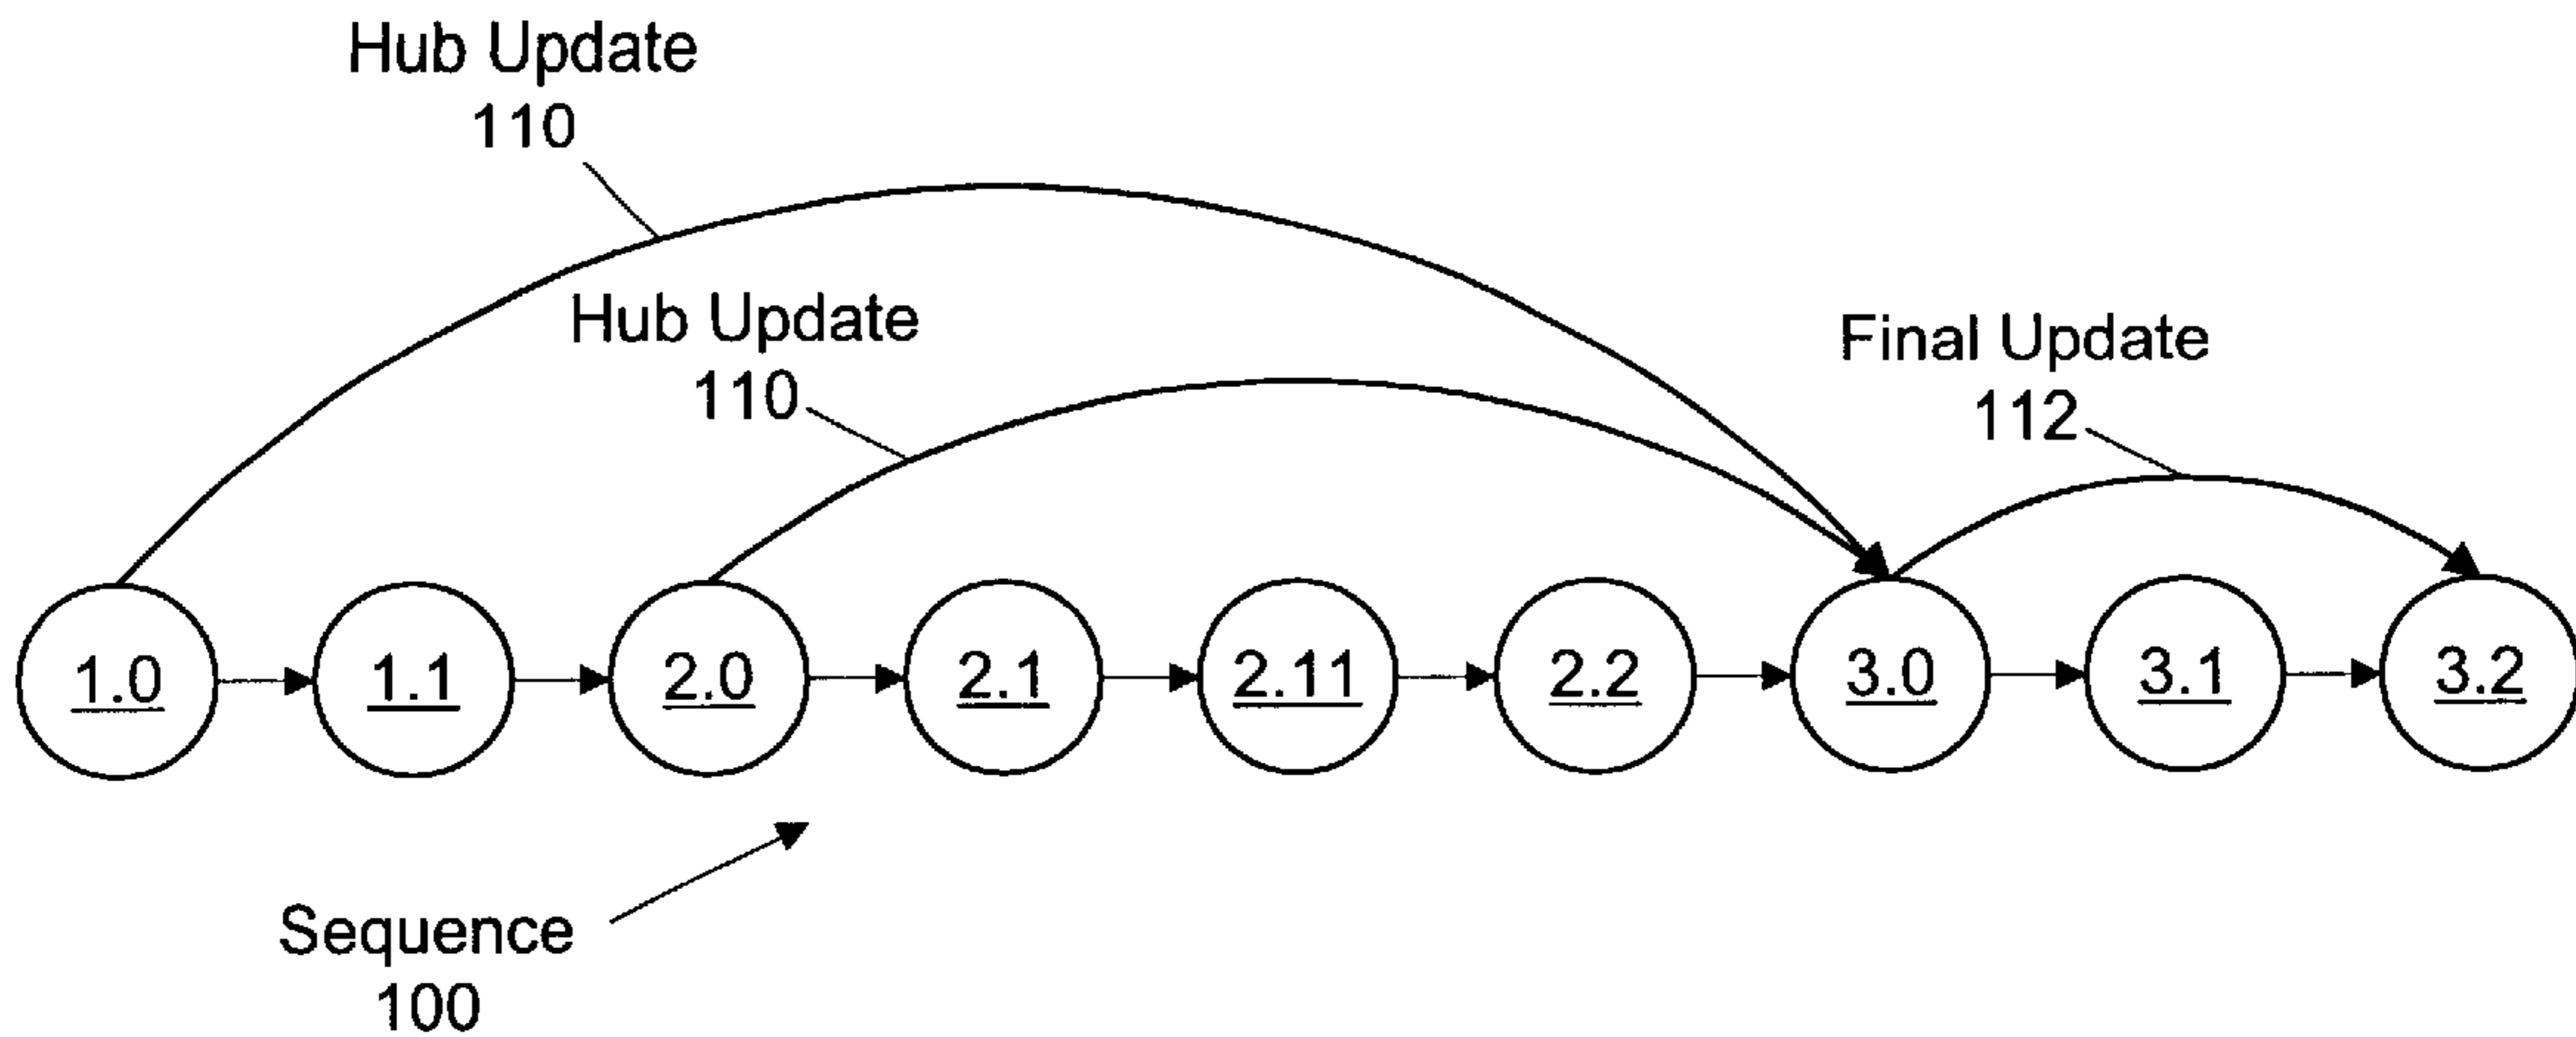 Hub Update
110
Hub Update
110
Final Update
112
1.0 1.1 2.0 2.1 2.11 2.2 3.0 3.1 3.2
Sequence
100